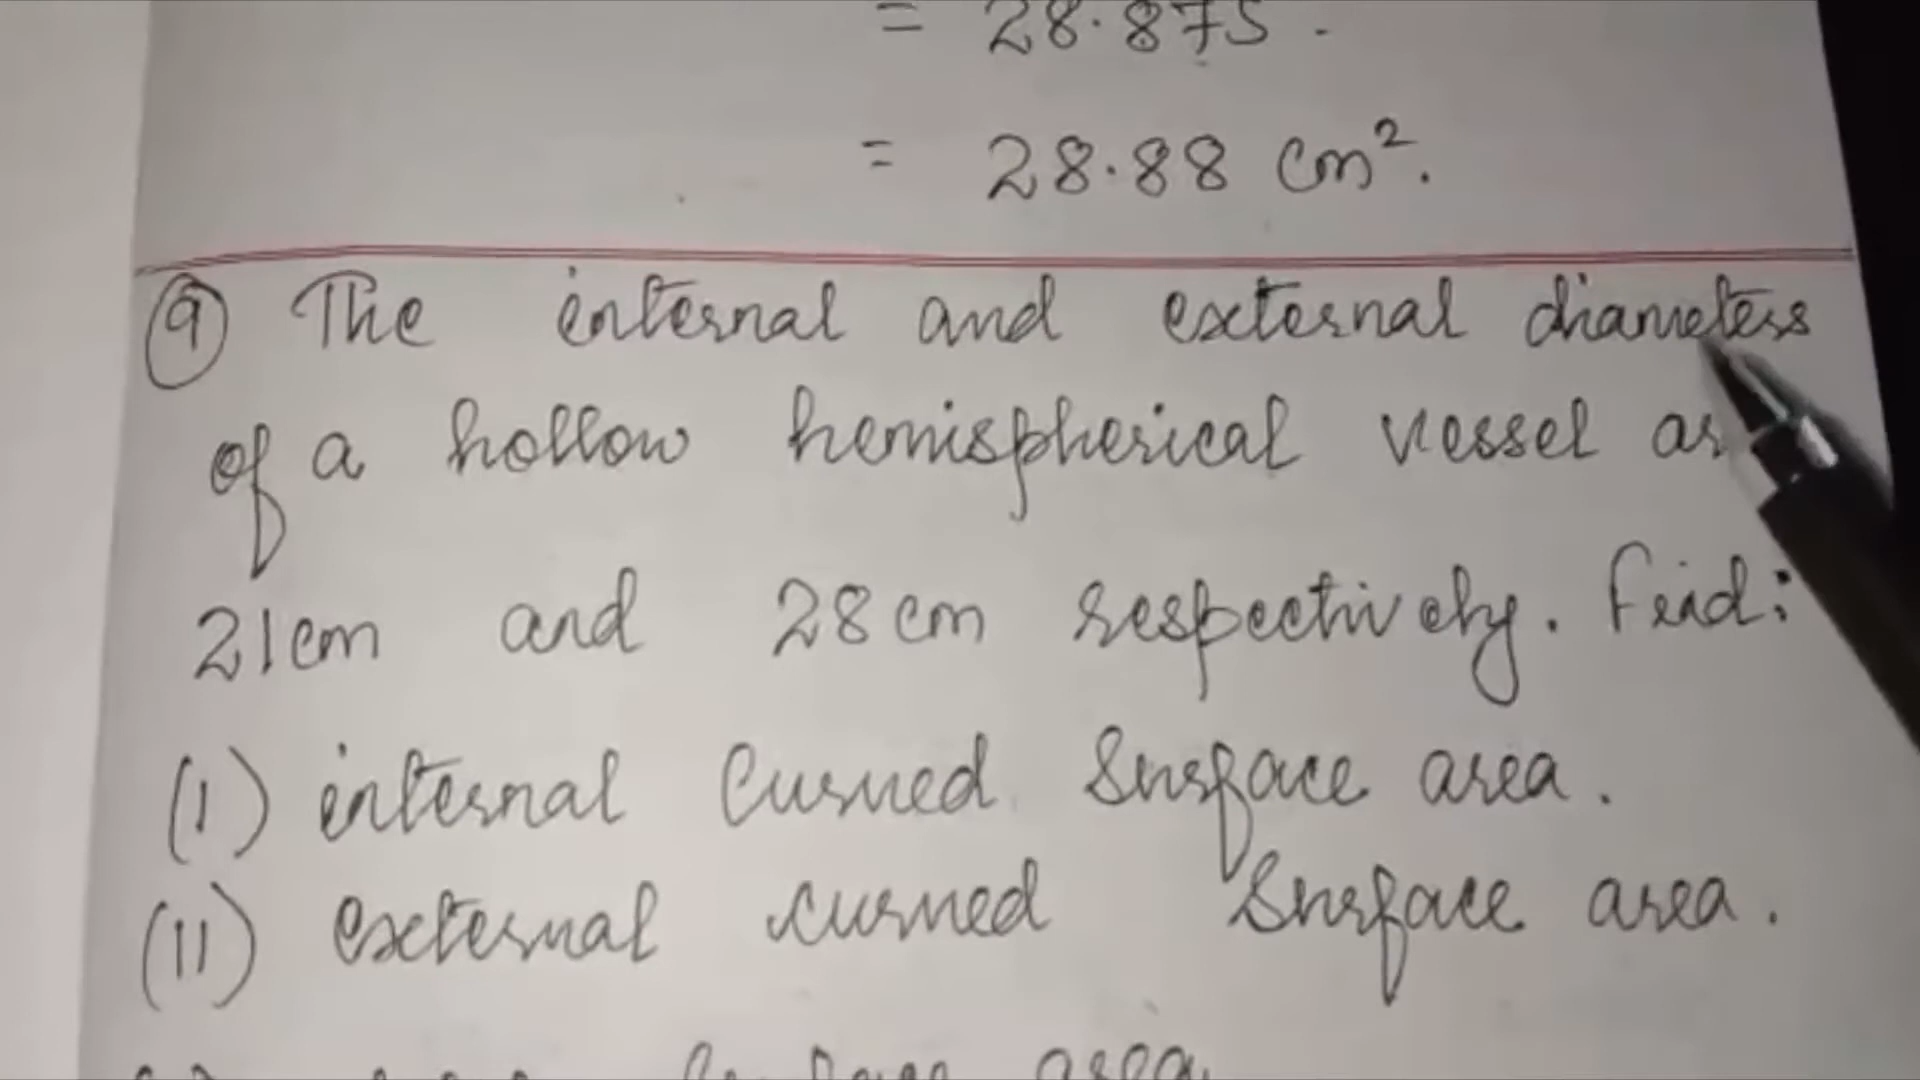 = 28.875.
= 28.88 cm².
9 The internal and external diameters
of a hollow hemispherical vessel
21cm and 28cm respectively. Find:
(I) internal Curved Surface area.
(II) external curved Surface area.
area